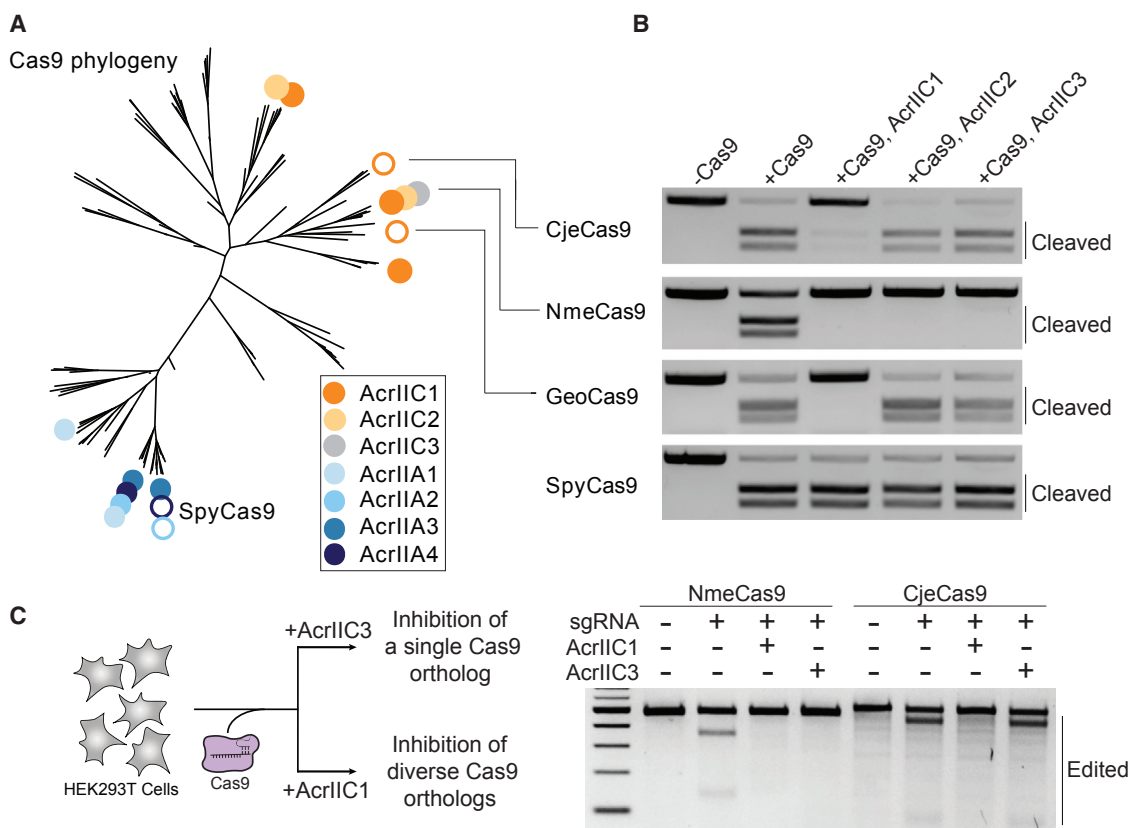 A
Cas9 phylogeny
CjeCas9
NmeCas9
GeoCas9
SpyCas9
AcrIIC1
AcrIIC2
AcrIIC3
AcrIIA1
AcrIIA2
AcrIIA3
AcrIIA4
SpyCas9
B
-Cas9
+Cas9
+Cas9, AcrIIC1
+Cas9, AcrIIC2
+Cas9, AcrIIC3
Cleaved
Cleaved
Cleaved
Cleaved
C
HEK293T Cells
Cas9
+AcrIIC3
Inhibition of
a single Cas9
ortholog
+AcrIIC1
Inhibition of
diverse Cas9
orthologs
NmeCas9 CjeCas9
sgRNA - + + + - + + +
AcrIIC1 - - + - - - + -
AcrIIC3 - - - + - - - +
Edited